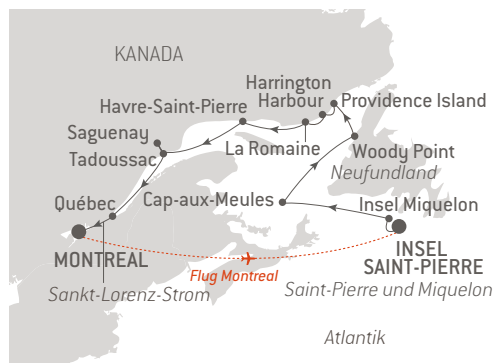 KANADA
Harrington
Harbour
Providence Island
Havre-Saint-Pierre
Saguenay
Tadoussac
La Romaine
Woody Point
Neufundland
Québec
Cap-aux-Meules
Insel Miquelon
MONTREAL
INSEL
SAINT-PIERRE
Flug Montreal
Sankt-Lorenz-Strom
Saint-Pierre und Miquelon
Atlantik